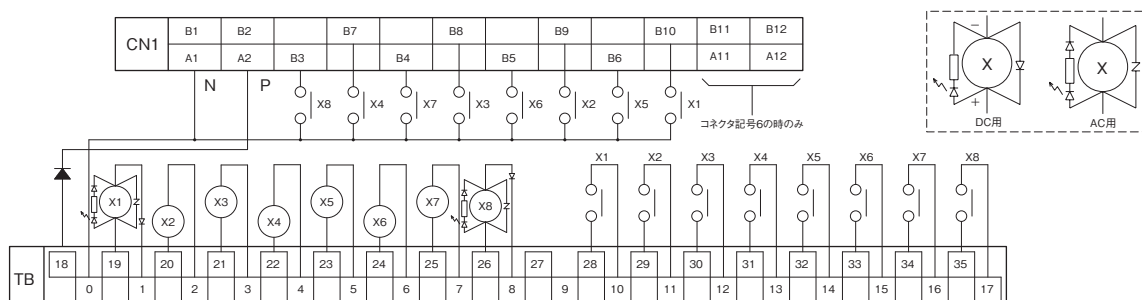 CN1 B1 B2 B7 B8 B9 B10 B11 B12
A1 A2 B3 B4 B5 B6 A11 A12
N P
X8 X4 X7 X3 X6 X2 X5 X1
コネクタ記号6の時のみ
− X +
DC用
X
AC用
X1 X2 X3 X4 X5 X6 X7 X8
X1 X2 X3 X4 X5 X6 X7 X8
TB 18 19 20 21 22 23 24 25 26 27 28 29 30 31 32 33 34 35
0 1 2 3 4 5 6 7 8 9 10 11 12 13 14 15 16 17